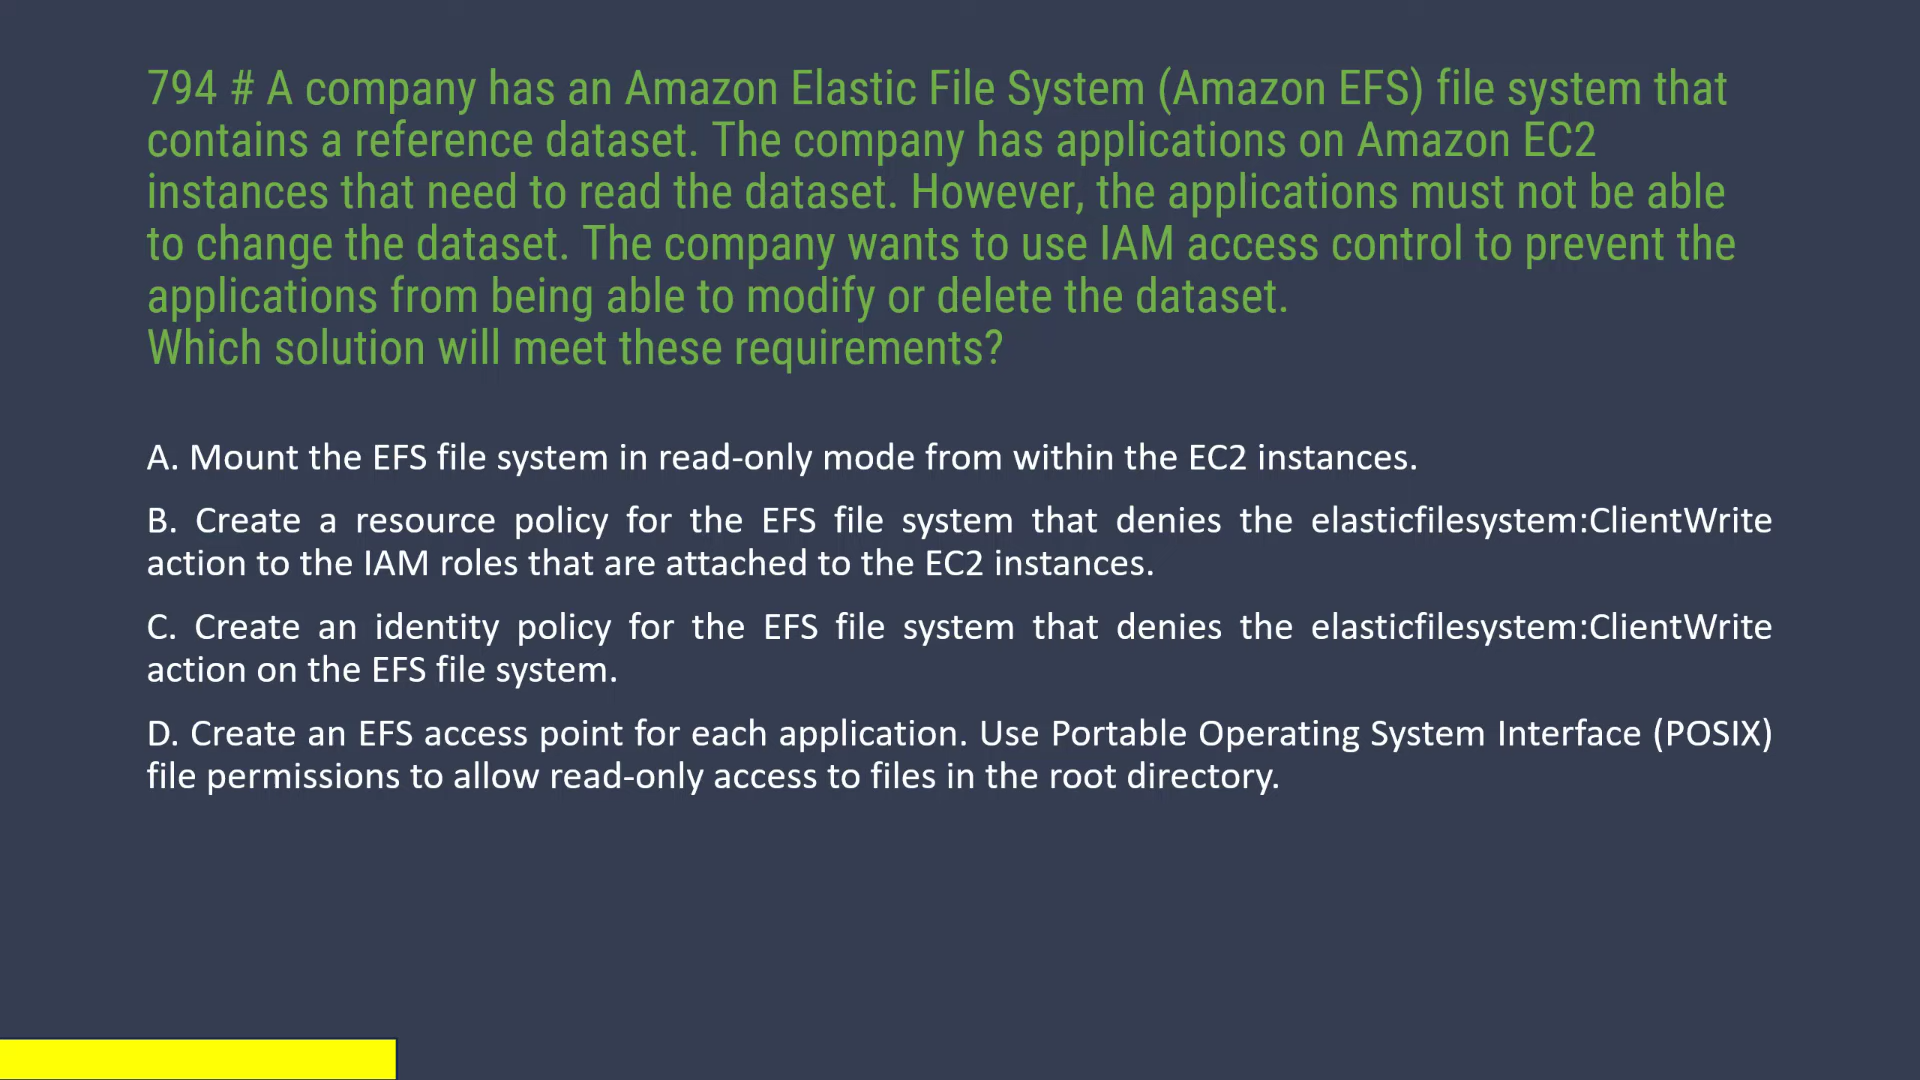 794 # A company has an Amazon Elastic File System (Amazon EFS) file system that
contains a reference dataset. The company has applications on Amazon EC2
instances that need to read the dataset. However, the applications must not be able
to change the dataset. The company wants to use IAM access control to prevent the
applications from being able to modify or delete the dataset.
Which solution will meet these requirements?
A. Mount the EFS file system in read-only mode from within the EC2 instances.
B. Create a resource policy for the EFS file system that denies the elasticfilesystem:ClientWrite
action to the IAM roles that are attached to the EC2 instances.
C. Create an identity policy for the EFS file system that denies the elasticfilesystem:ClientWrite
action on the EFS file system.
D. Create an EFS access point for each application. Use Portable Operating System Interface (POSIX)
file permissions to allow read-only access to files in the root directory.